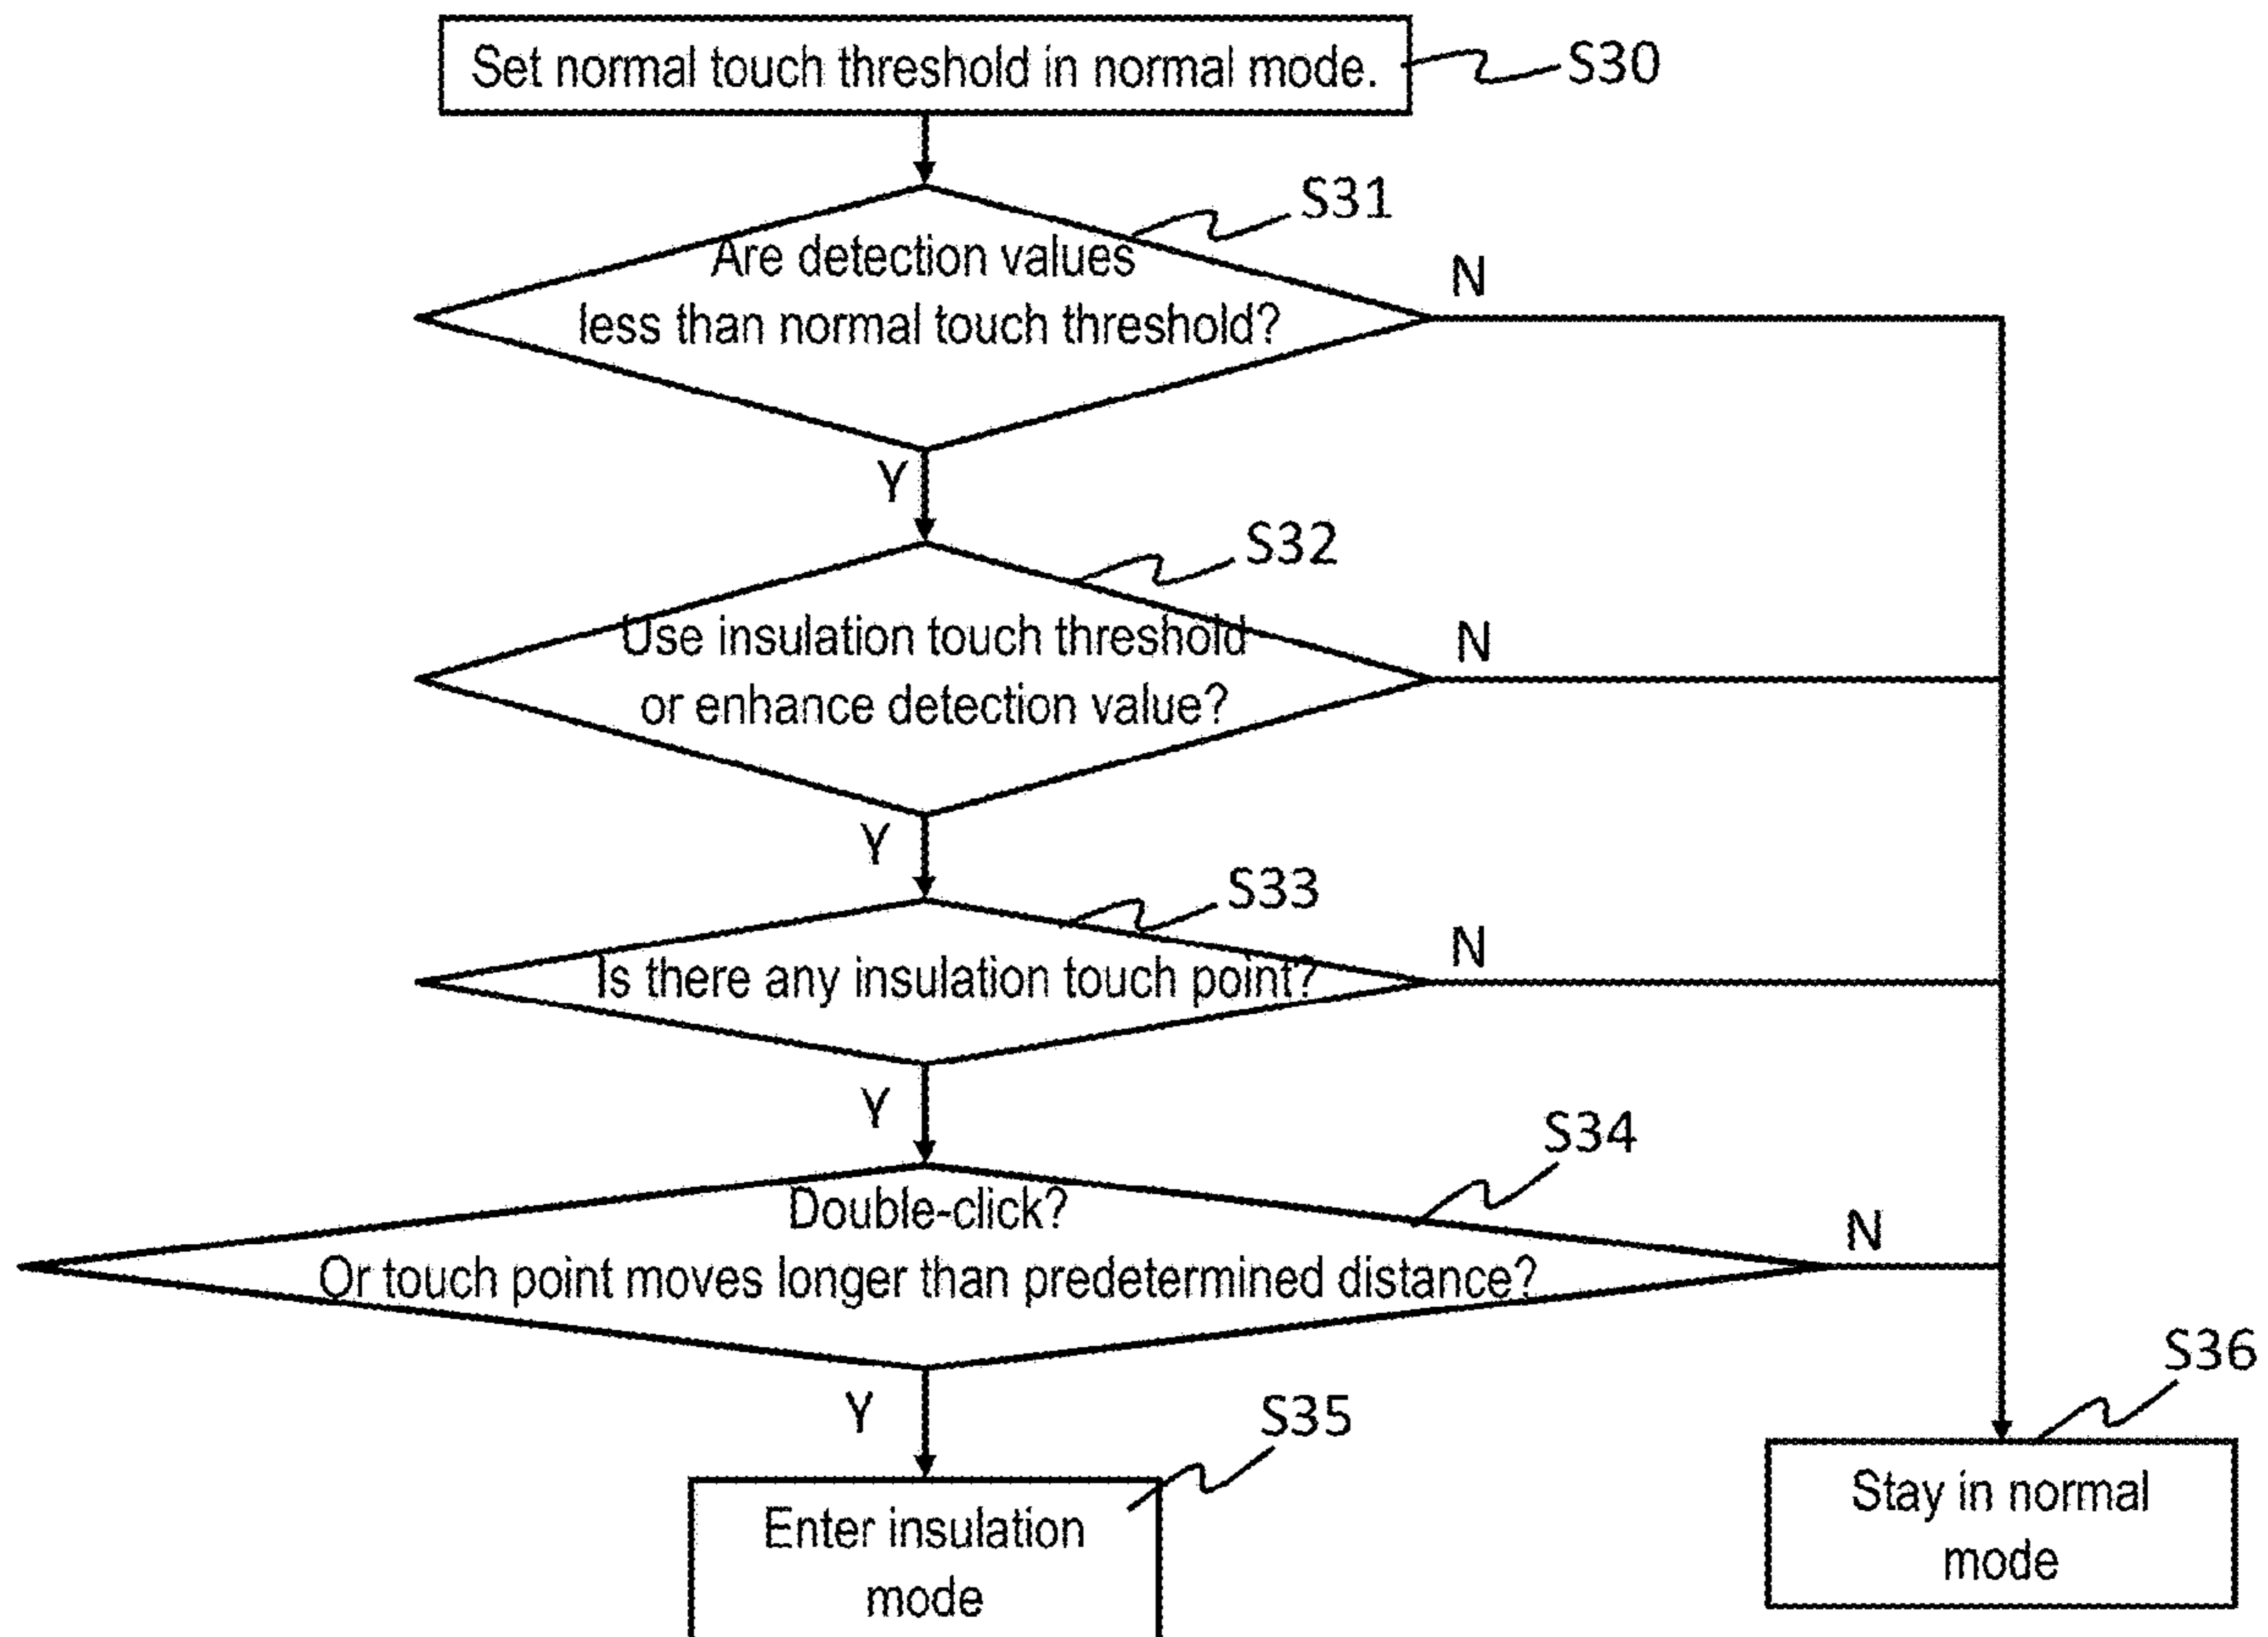 Set normal touch threshold in normal mode.
S30
S31
Are detection values
less than normal touch threshold?
N
Y
S32
Use insulation touch threshold
or enhance detection value?
N
Y
S33
Is there any insulation touch point?
N
Y
S34
Double-click?
Or touch point moves longer than predetermined distance?
N
Y
S35
Enter insulation
mode
S36
Stay in normal
mode